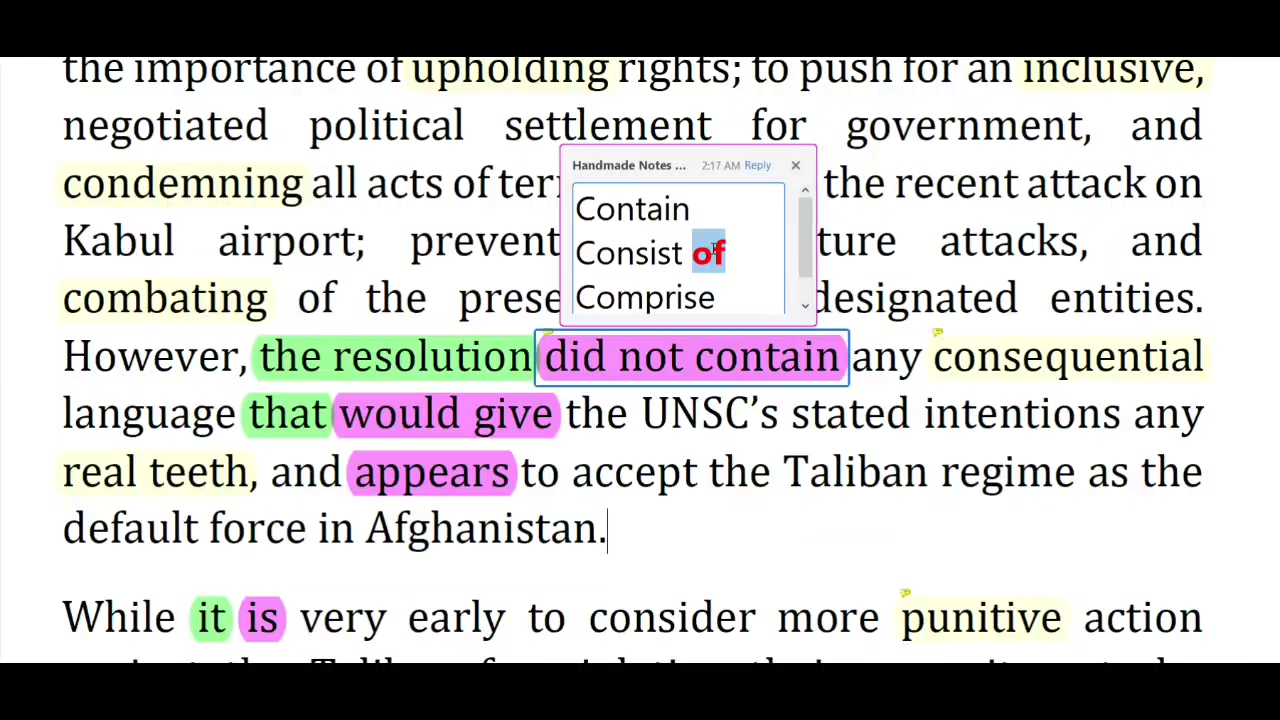 the importance of upholding rights; to push for an inclusive,
negotiated political settlement for government, and
condemning all acts of ter the recent attack on
Kabul airport; prevent ture attacks, and
combating of the prese designated entities.
However, the resolution did not contain any consequential
language that would give the UNSC’s stated intentions any
real teeth, and appears to accept the Taliban regime as the
default force in Afghanistan.
While it is very early to consider more punitive action
Handmade Notes ... 2:17 AM Reply
Contain
Consist of
Comprise